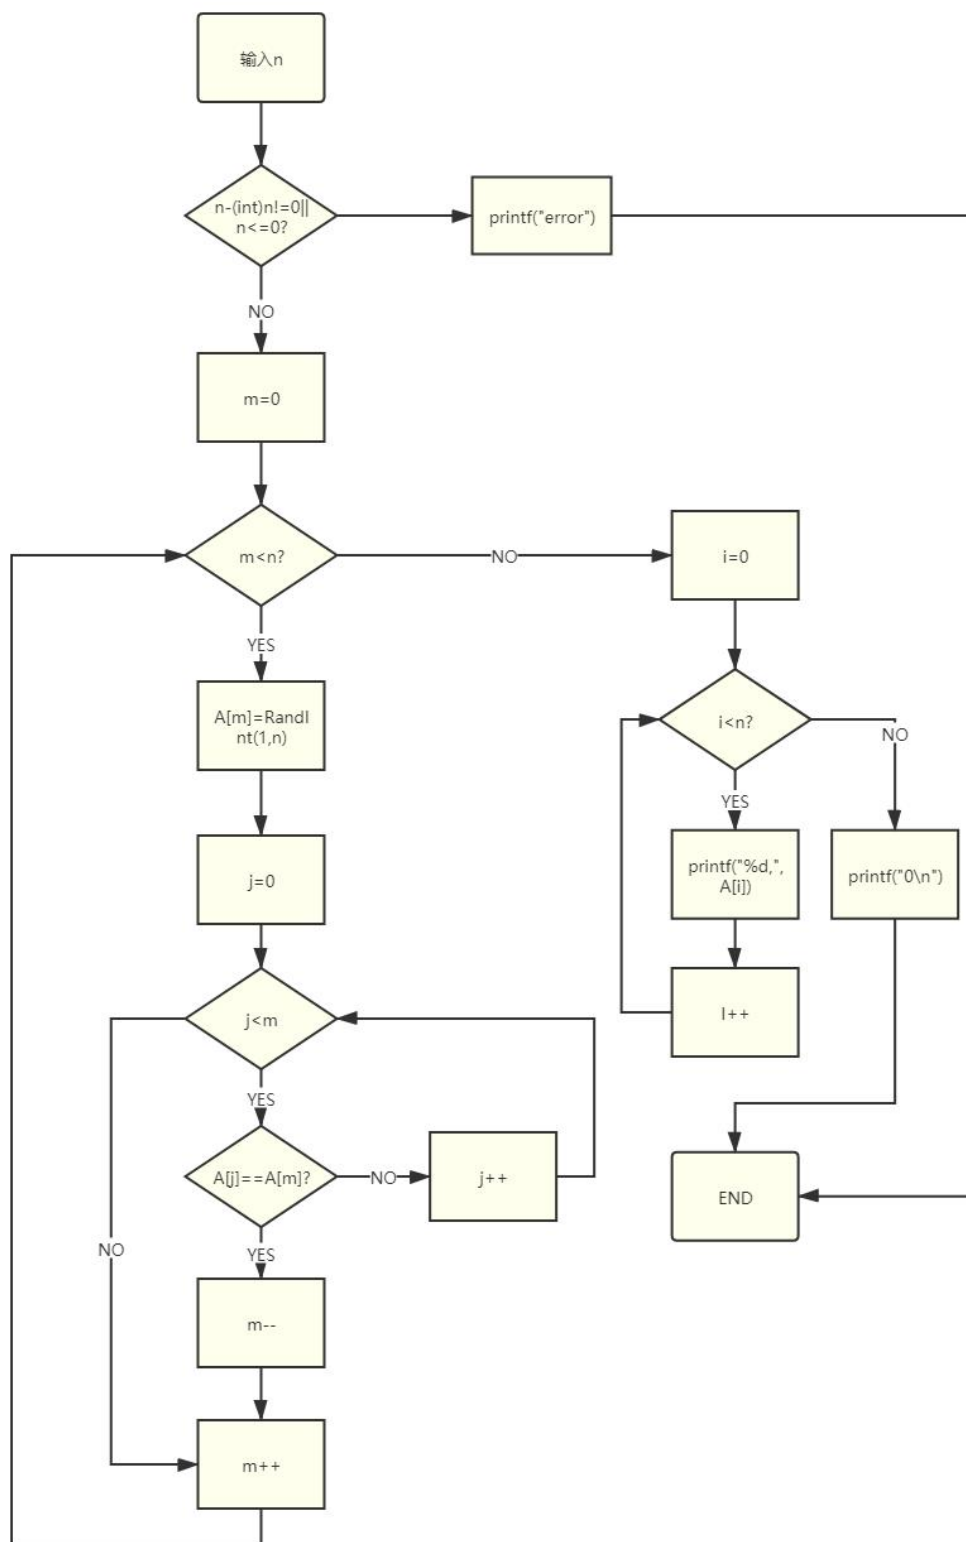 输入n
n-(int)n!=0||
n<=0?
printf("error")
NO
m=0
m<n?
NO
i=0
YES
A[m]=RandI
nt(1,n)
i<n?
NO
YES
j=0
printf("%d,",
A[i])
printf("0\n")
j<m
I++
YES
A[j]==A[m]?
NO
j++
END
NO
YES
m--
m++